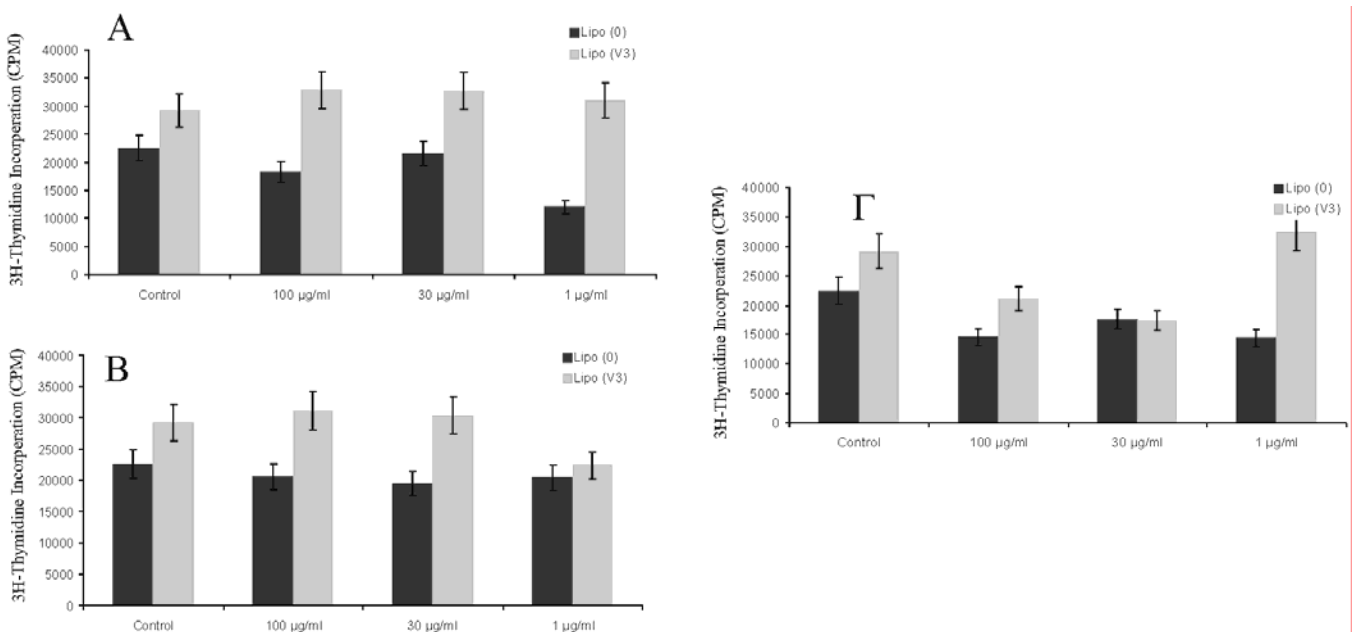 A
Lipo (0)
Lipo (V3)
3H-Thymidine Incorperation (CPM)
40000
35000
30000
25000
20000
15000
10000
5000
0
Control
100 µg/ml
30 µg/ml
1 µg/ml
B
Lipo (0)
Lipo (V3)
3H-Thymidine Incorperation (CPM)
40000
35000
30000
25000
20000
15000
10000
5000
0
Control
100 µg/ml
30 µg/ml
1 µg/ml
Γ
Lipo (0)
Lipo (V3)
3H-Thymidine Incorperation (CPM)
40000
35000
30000
25000
20000
15000
10000
5000
0
Control
100 µg/ml
30 µg/ml
1 µg/ml